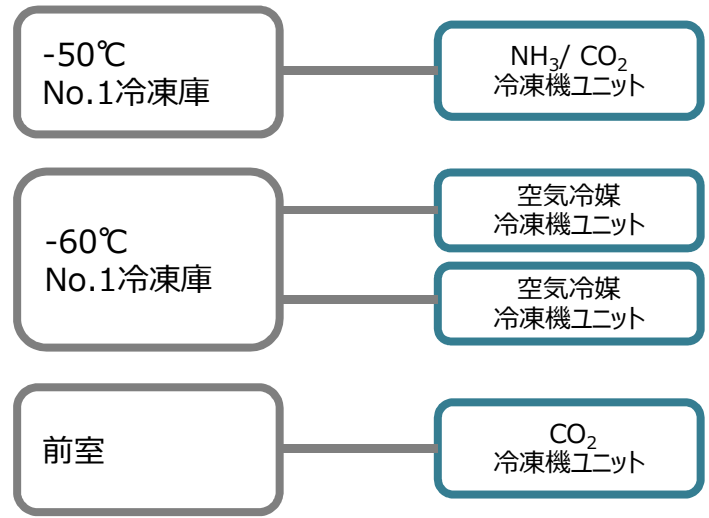 -50℃
No.1冷凍庫
NH₃/ CO₂
冷凍機ユニット
-60℃
No.1冷凍庫
空気冷媒
冷凍機ユニット
空気冷媒
冷凍機ユニット
前室
CO₂
冷凍機ユニット